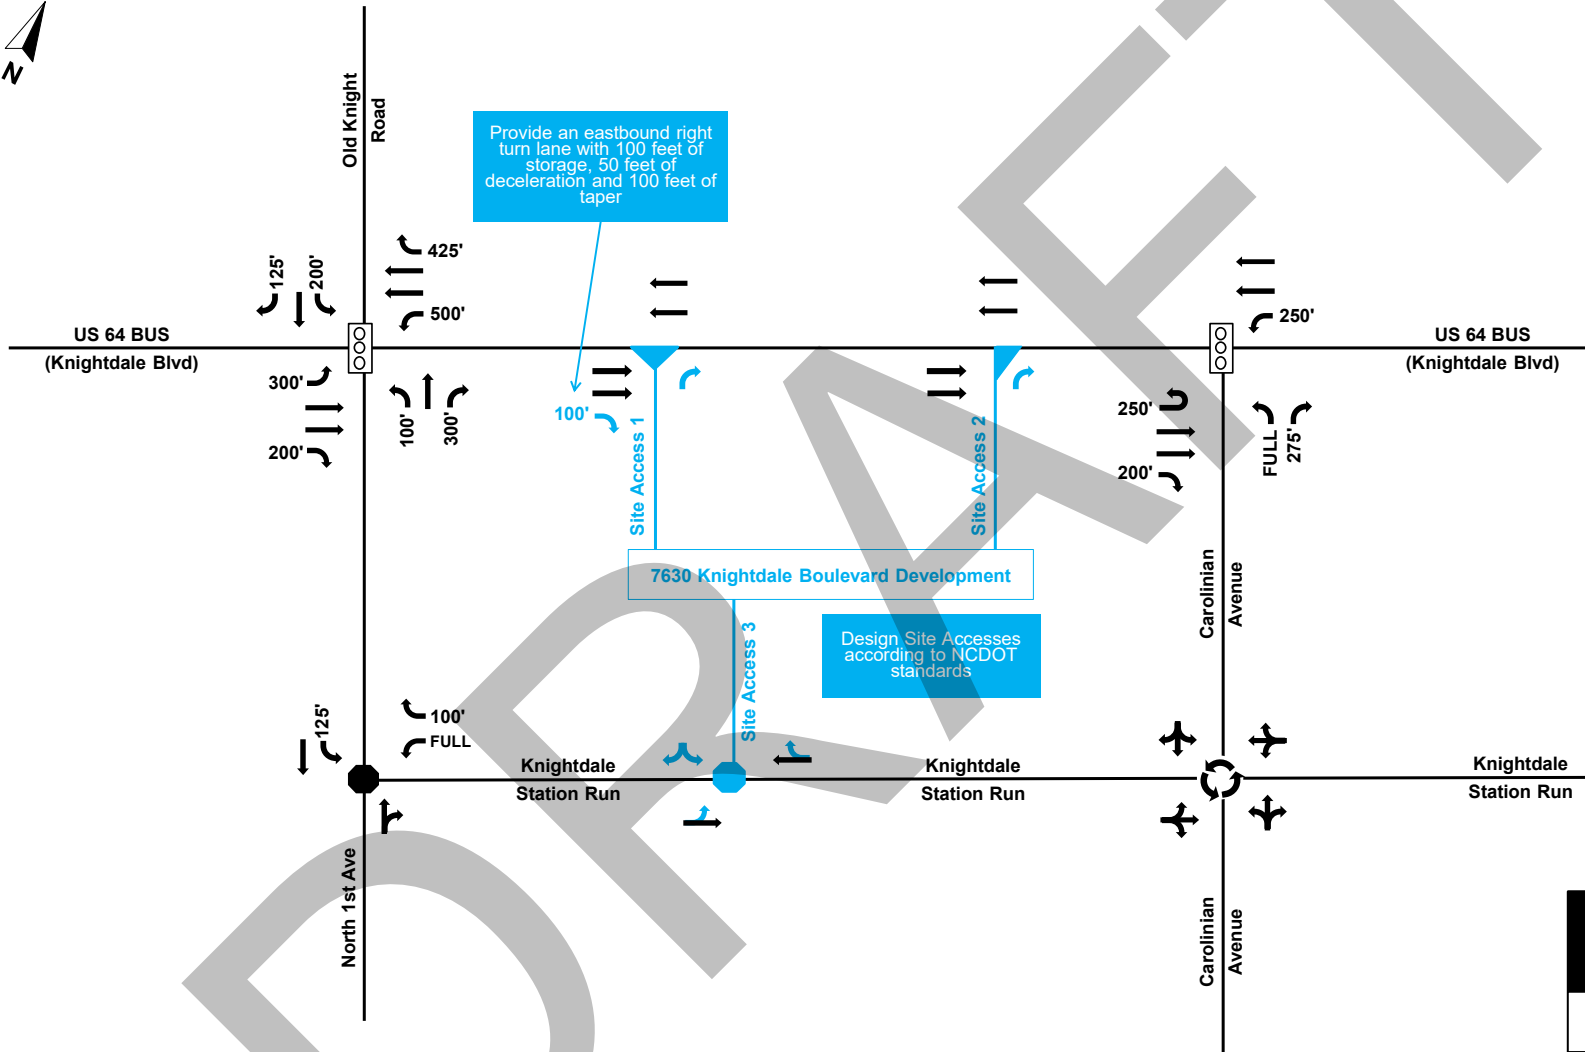 N
Old Knight
Road
Provide an eastbound right
turn lane with 100 feet of
storage, 50 feet of
deceleration and 100 feet of
taper
125'
200'
425'
500'
250'
US 64 BUS
(Knightdale Blvd)
US 64 BUS
(Knightdale Blvd)
300'
200'
100'
300'
100'
Site Access 1
Site Access 2
250'
200'
FULL
275'
7630 Knightdale Boulevard Development
Design Site Accesses
according to NCDOT
standards
Site Access 3
Carolinian
Avenue
125'
100'
FULL
Knightdale
Station Run
Knightdale
Station Run
Knightdale
Station Run
North 1st Ave
Carolinian
Avenue
DRAFT